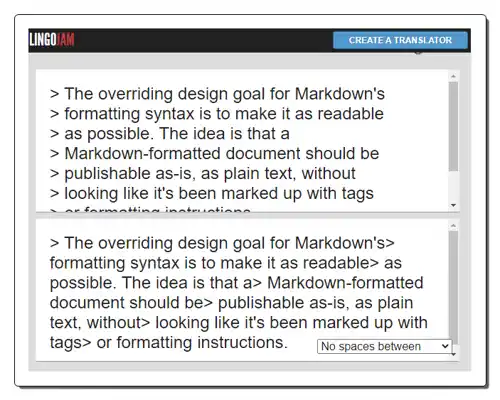 LINGOJAM
CREATE A TRANSLATOR
> The overriding design goal for Markdown's
> formatting syntax is to make it as readable
> as possible. The idea is that a
> Markdown-formatted document should be
> publishable as-is, as plain text, without
> looking like it's been marked up with tags
> or formatting instructions.
> The overriding design goal for Markdown's>
formatting syntax is to make it as readable> as
possible. The idea is that a> Markdown-formatted
document should be> publishable as-is, as plain
text, without> looking like it's been marked up with
tags> or formatting instructions.
No spaces between